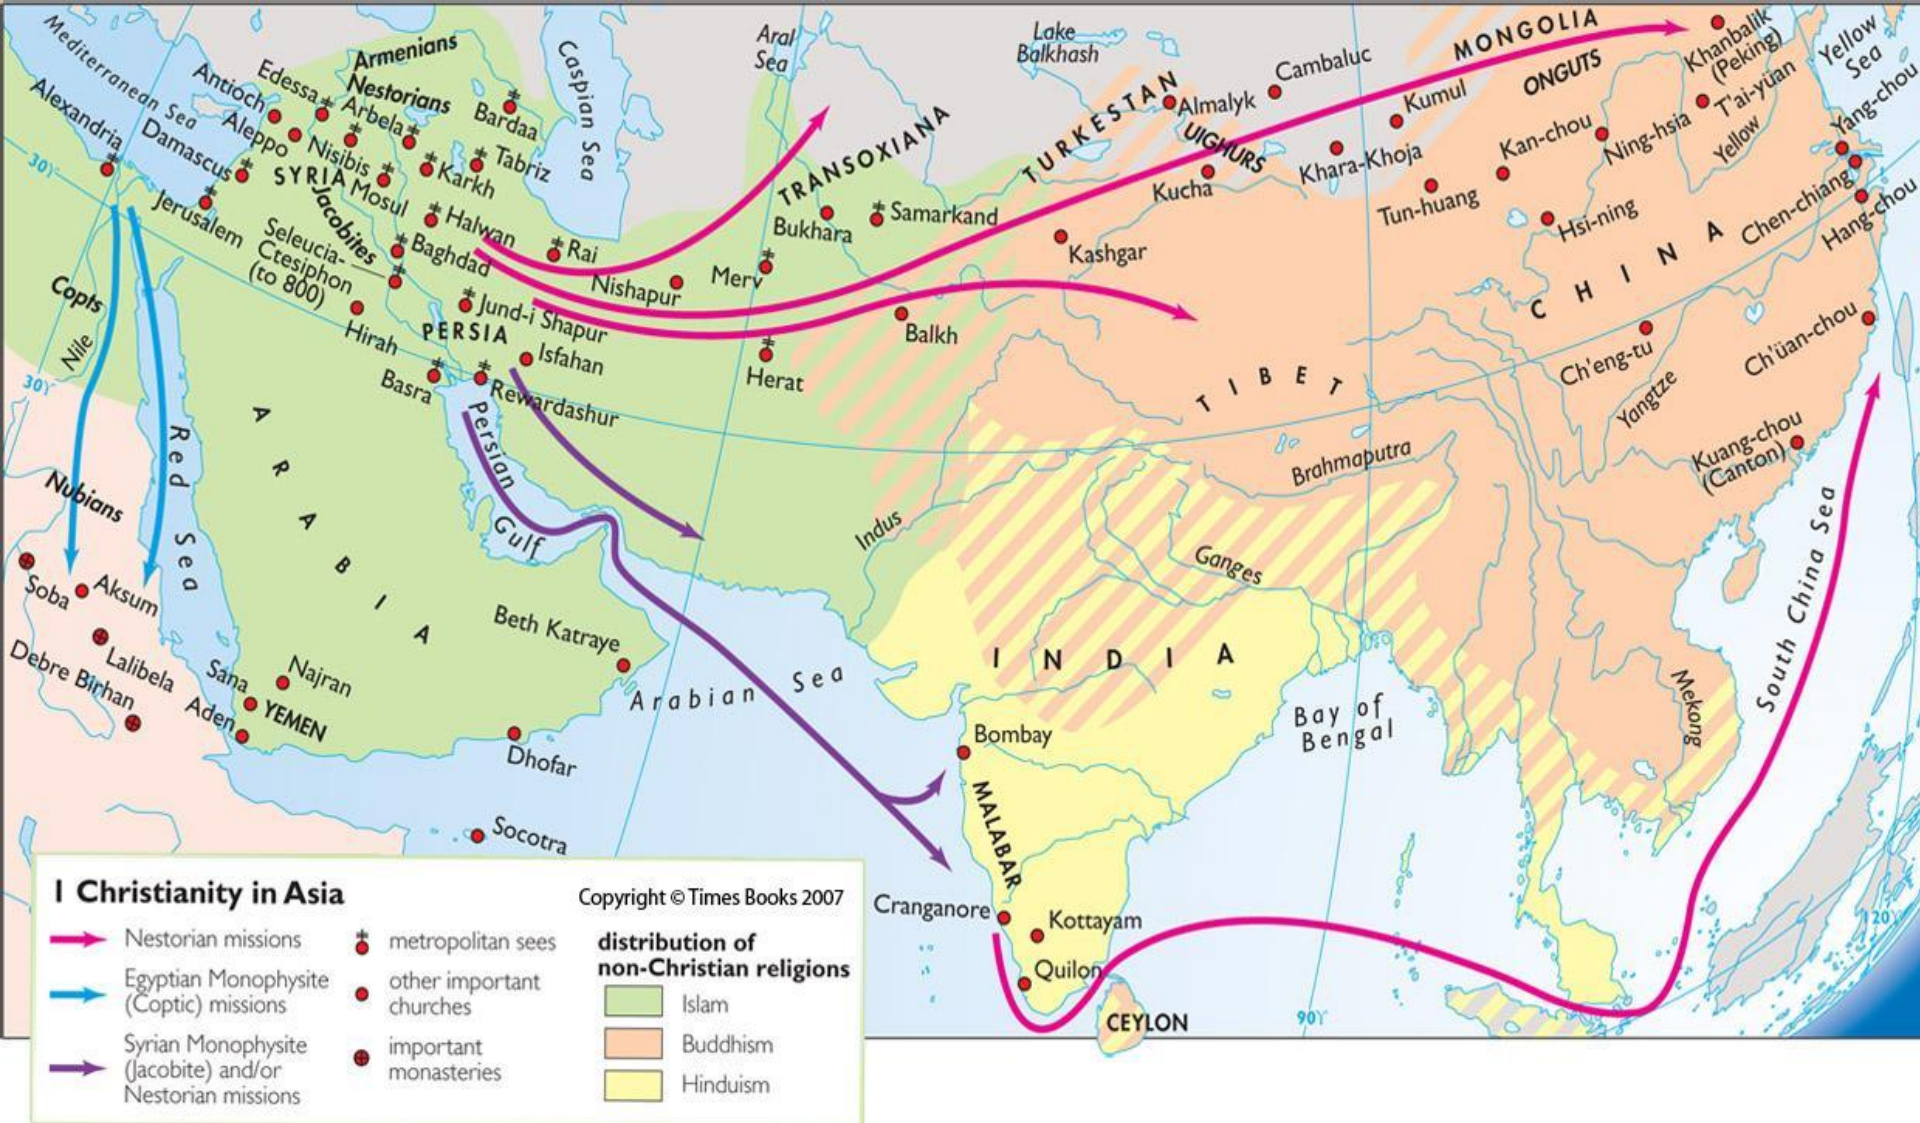 Mediterranean Sea
Alexandria
Antioch
Edessa
Armenians
Nestorians
Arbela
Bardaa
Aleppo
Damascus
Nisibis
SYRIA
Mosul
Karkh
Tabriz
Jerusalem
Jacobites
Halwan
Seleucia-
Ctesiphon
(to 800)
Baghdad
Rai
Caspian Sea
Aral
Sea
Lake
Balkhash
TRANSOXIANA
TURKESTAN
Almalyk
Cambaluc
UIGHURS
MONGOLIA
ONGUTS
Khanbalik
(Peking)
Yellow
Sea
Kumul
T'ai-yüan
Yang-chou
Kan-chou
Ning-hsia
Yellow
Khara-Khoja
Kucha
Tun-huang
Hsi-ning
Chen-chiang
Hang-chou
Bukhara
Samarkand
Kashgar
Merv
Nishapur
Balkh
Herat
Copts
Nile
Hirah
Jund-i Shapur
PERSIA
Isfahan
Basra
Rewardashur
Persian
Gulf
30°
30°
CHINA
TIBET
Ch'eng-tu
Yangtze
Ch'üan-chou
Kuang-chou
(Canton)
Brahmaputra
Indus
Ganges
Red Sea
ARABIA
Nubians
Soba
Aksum
Lalibela
Debre Birhan
Sana
Najran
Aden
YEMEN
Beth Katraye
Dhofar
Socotra
Arabian Sea
INDIA
Bay of
Bengal
Mekong
South China Sea
Bombay
MALABAR
Cranganore
Kottayam
Quilon
CEYLON
90°
120°
I Christianity in Asia
Copyright © Times Books 2007
Nestorian missions
Egyptian Monophysite
(Coptic) missions
Syrian Monophysite
(Jacobite) and/or
Nestorian missions
metropolitan sees
other important
churches
important
monasteries
distribution of
non-Christian religions
Islam
Buddhism
Hinduism